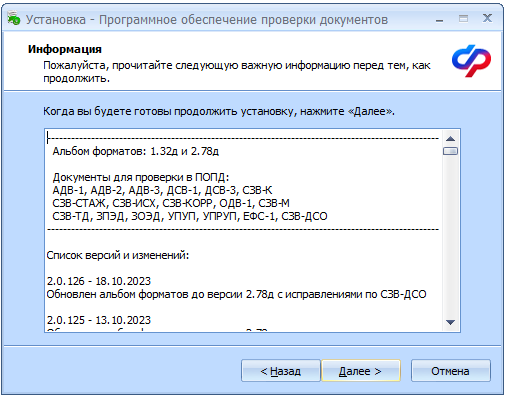 Установка - Программное обеспечение проверки документов
Информация
Пожалуйста, прочитайте следующую важную информацию перед тем, как
продолжить.
Когда вы будете готовы продолжить установку, нажмите «Далее».
Альбом форматов: 1.32д и 2.78д
Документы для проверки в ПОПД:
АДВ-1, АДВ-2, АДВ-3, ДСВ-1, ДСВ-3, СЗВ-К
СЗВ-СТАЖ, СЗВ-ИСХ, СЗВ-КОРР, ОДВ-1, СЗВ-М
СЗВ-ТД, ЗПЭД, ЗОЭД, УПУП, УПРУП, ЕФС-1, СЗВ-ДСО
Список версий и изменений:
2.0.126 - 18.10.2023
Обновлен альбом форматов до версии 2.78д с исправлениями по СЗВ-ДСО
2.0.125 - 13.10.2023
< Назад
Далее >
Отмена